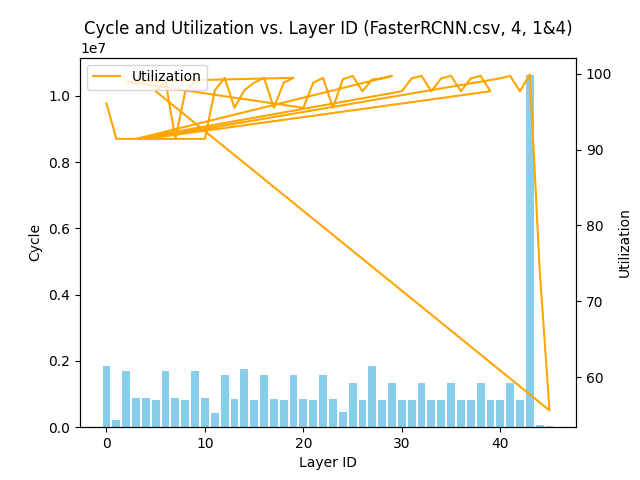 Cycle and Utilization vs. Layer ID (FasterRCNN.csv, 4, 1&4)
1e7
Utilization
1.0
0.8
0.6
0.4
0.2
0.0
Cycle
100
90
80
70
60
Utilization
0
10
20
30
40
Layer ID